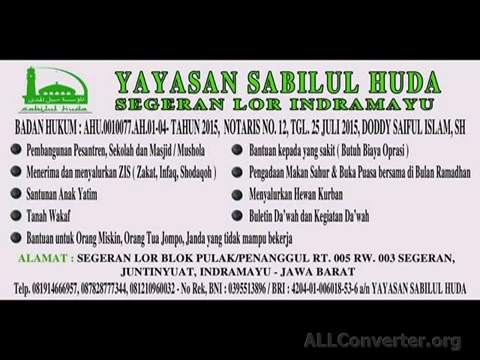 sabilul huda
YAYASAN SABILUL HUDA
SEGERAN LOR INDRAMAYU
BADAN HUKUM : AHU.0010077.AH.01-04- TAHUN 2015, NOTARIS NO. 12, TGL. 25 JULI 2015, DODDY SAIFUL ISLAM, SH
Pembangunan Pesantren, Sekolah dan Masjid / Mushola
Menerima dan menyalurkan ZIS ( Zakat, Infaq, Shodaqoh )
Santunan Anak Yatim
Tanah Wakaf
Bantuan untuk Orang Miskin, Orang Tua Jompo, Janda yang tidak mampu bekerja
Bantuan kepada yang sakit ( Butuh Biaya Oprasi )
Pengadaan Makan Sahur & Buka Puasa bersama di Bulan Ramadhan
Menyalurkan Hewan Kurban
Buletin Da'wah dan Kegiatan Da'wah
ALAMAT : SEGERAN LOR BLOK PULAK/PENANGGUL RT. 005 RW. 003 SEGERAN,
JUNTINYUAT, INDRAMAYU - JAWA BARAT
Telp. 081914666957, 087828777344, 081210960032 - No Rek, BNI : 0395513896 / BRI : 4204-01-006018-53-6 a/n YAYASAN SABILUL HUDA
ALLConverter.org